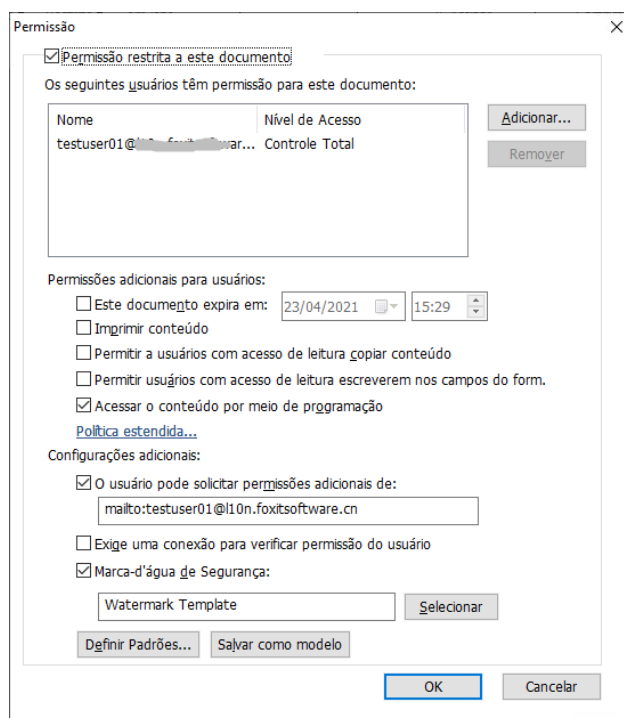 Permissão
Permissão restrita a este documento
Os seguintes usuários têm permissão para este documento:
Nome Nível de Acesso
Adicionar...
testuser01@ ... Controle Total
Remover
Permissões adicionais para usuários:
Este documento expira em: 23/04/2021 15:29
Imprimir conteúdo
Permitir a usuários com acesso de leitura copiar conteúdo
Permitir usuários com acesso de leitura escreverem nos campos do form.
Acessar o conteúdo por meio de programação
Política estendida...
Configurações adicionais:
O usuário pode solicitar permissões adicionais de:
mailto:testuser01@l10n.foxitsoftware.cn
Exige uma conexão para verificar permissão do usuário
Marca-d'água de Segurança:
Watermark Template Selecionar
Definir Padrões... Salvar como modelo
OK Cancelar